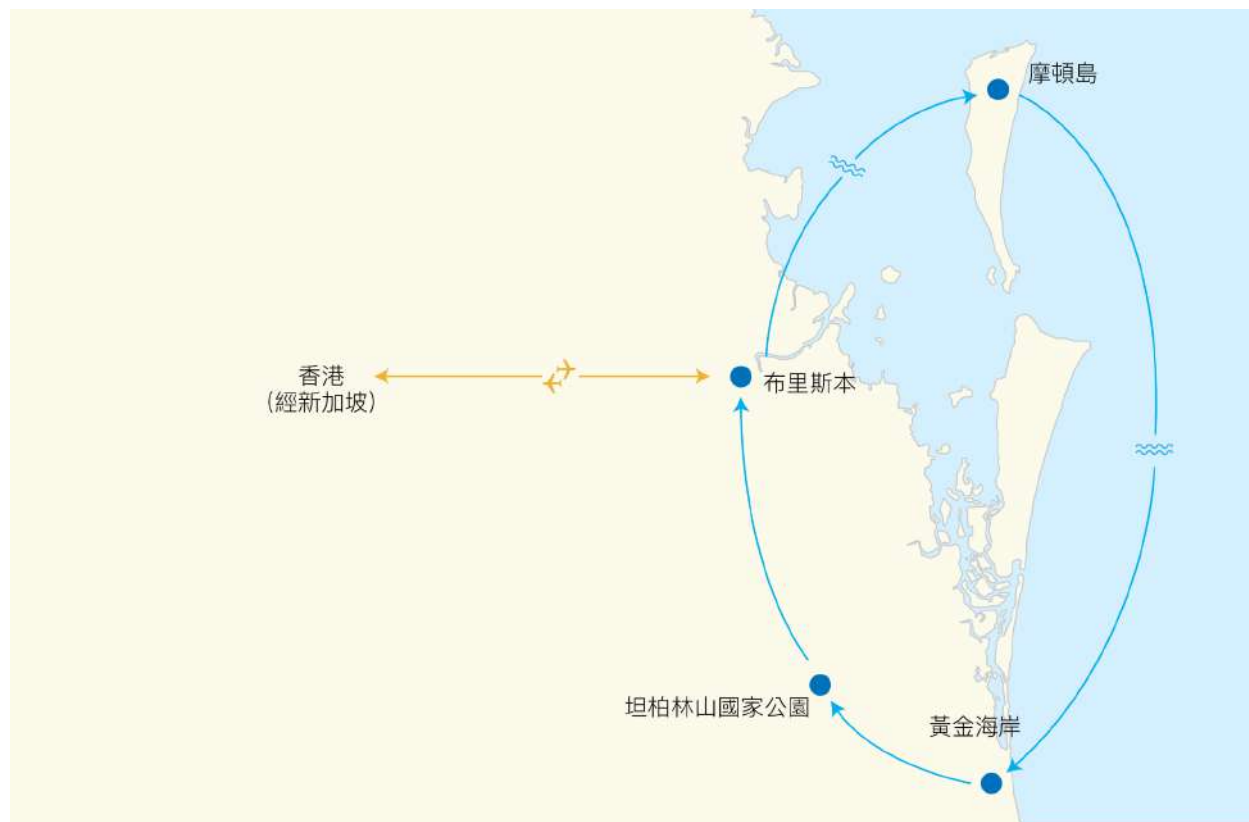 摩頓島
香港
(經新加坡)
布里斯本
坦柏林山國家公園
黃金海岸